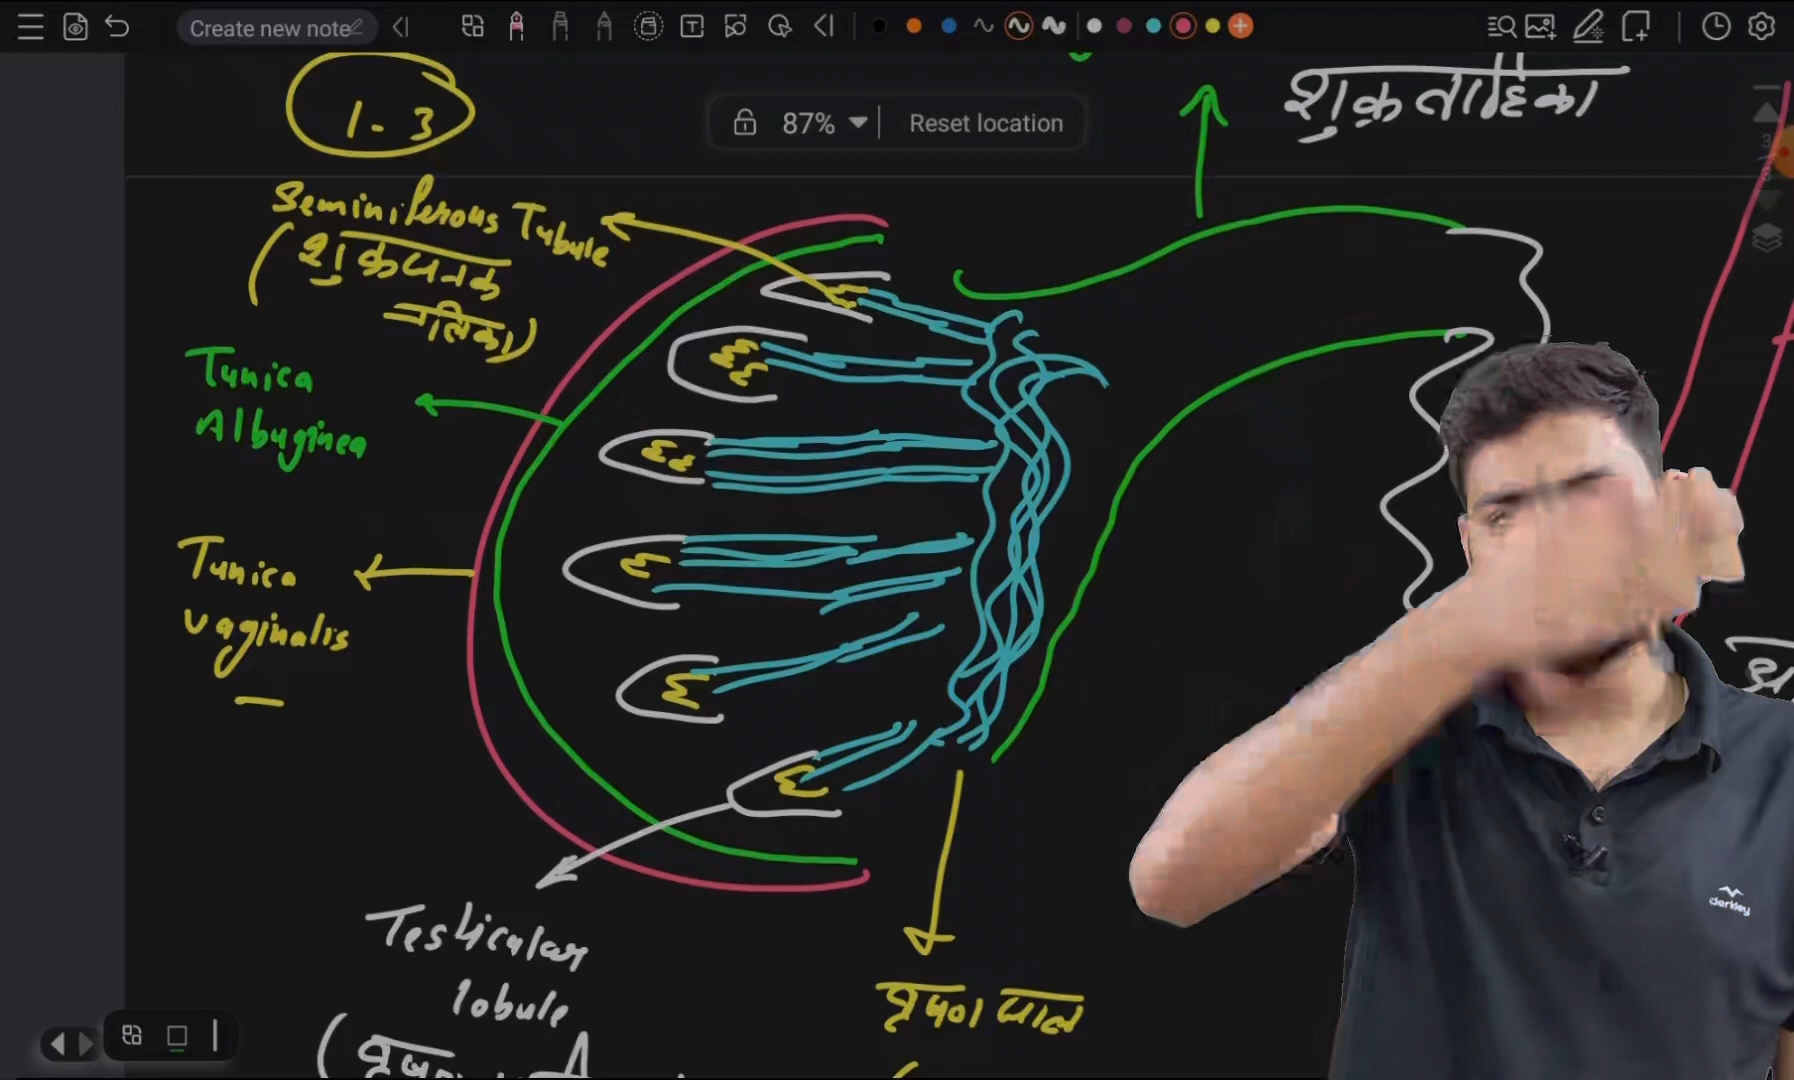 Create new note
87%
Reset location
1-3
शुक्रवाहिका
Seminiferous Tubule
(शुक्रजनक
नलिका)
Tunica
Albuginea
Tunica
vaginalis
Testicular
lobule
वृषण जाल